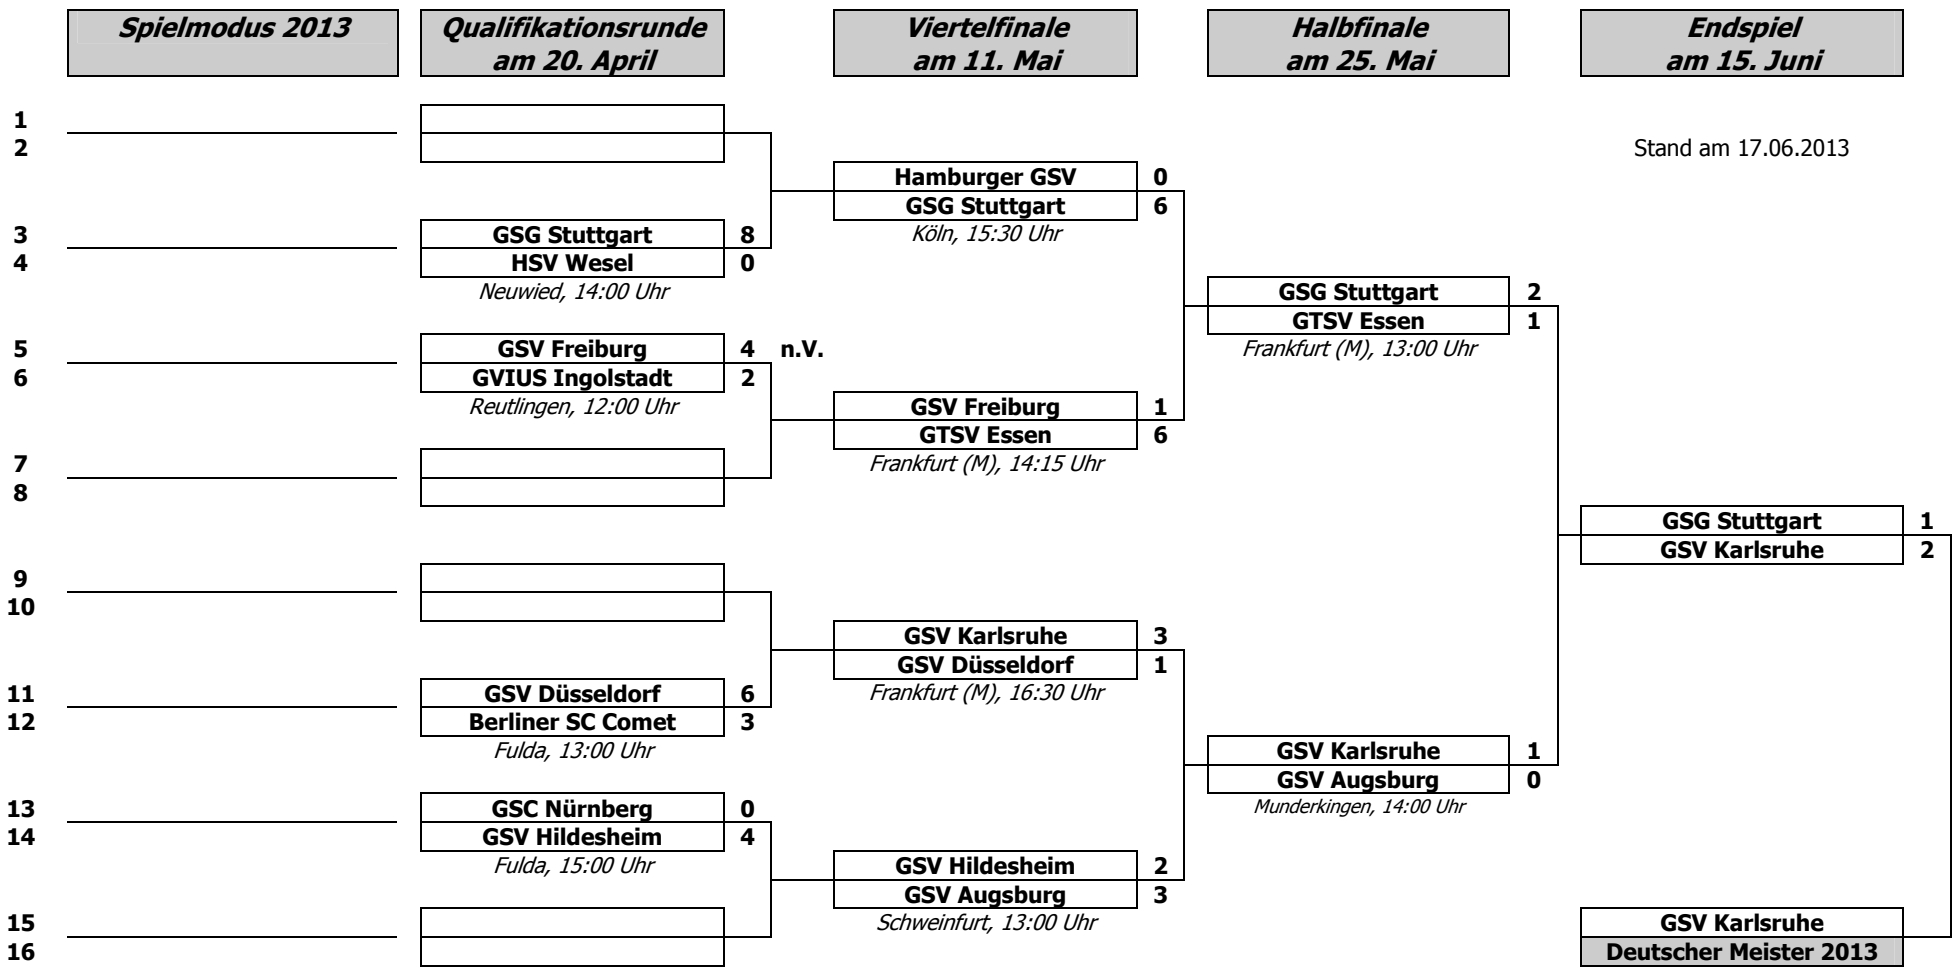 Spielmodus 2013
Qualifikationsrunde
am 20. April
Viertelfinale
am 11. Mai
Halbfinale
am 25. Mai
Endspiel
am 15. Juni
Stand am 17.06.2013
1
2
3
4
5
6
7
8
9
10
11
12
13
14
15
16
GSG Stuttgart 8
HSV Wesel 0
Neuwied, 14:00 Uhr
GSV Freiburg 4 n.V.
GVIUS Ingolstadt 2
Reutlingen, 12:00 Uhr
GSV Düsseldorf 6
Berliner SC Comet 3
Fulda, 13:00 Uhr
GSC Nürnberg 0
GSV Hildesheim 4
Fulda, 15:00 Uhr
Hamburger GSV 0
GSG Stuttgart 6
Köln, 15:30 Uhr
GSV Freiburg 1
GTSV Essen 6
Frankfurt (M), 14:15 Uhr
GSV Karlsruhe 3
GSV Düsseldorf 1
Frankfurt (M), 16:30 Uhr
GSV Hildesheim 2
GSV Augsburg 3
Schweinfurt, 13:00 Uhr
GSG Stuttgart 2
GTSV Essen 1
Frankfurt (M), 13:00 Uhr
GSV Karlsruhe 1
GSV Augsburg 0
Munderkingen, 14:00 Uhr
GSG Stuttgart 1
GSV Karlsruhe 2
GSV Karlsruhe
Deutscher Meister 2013